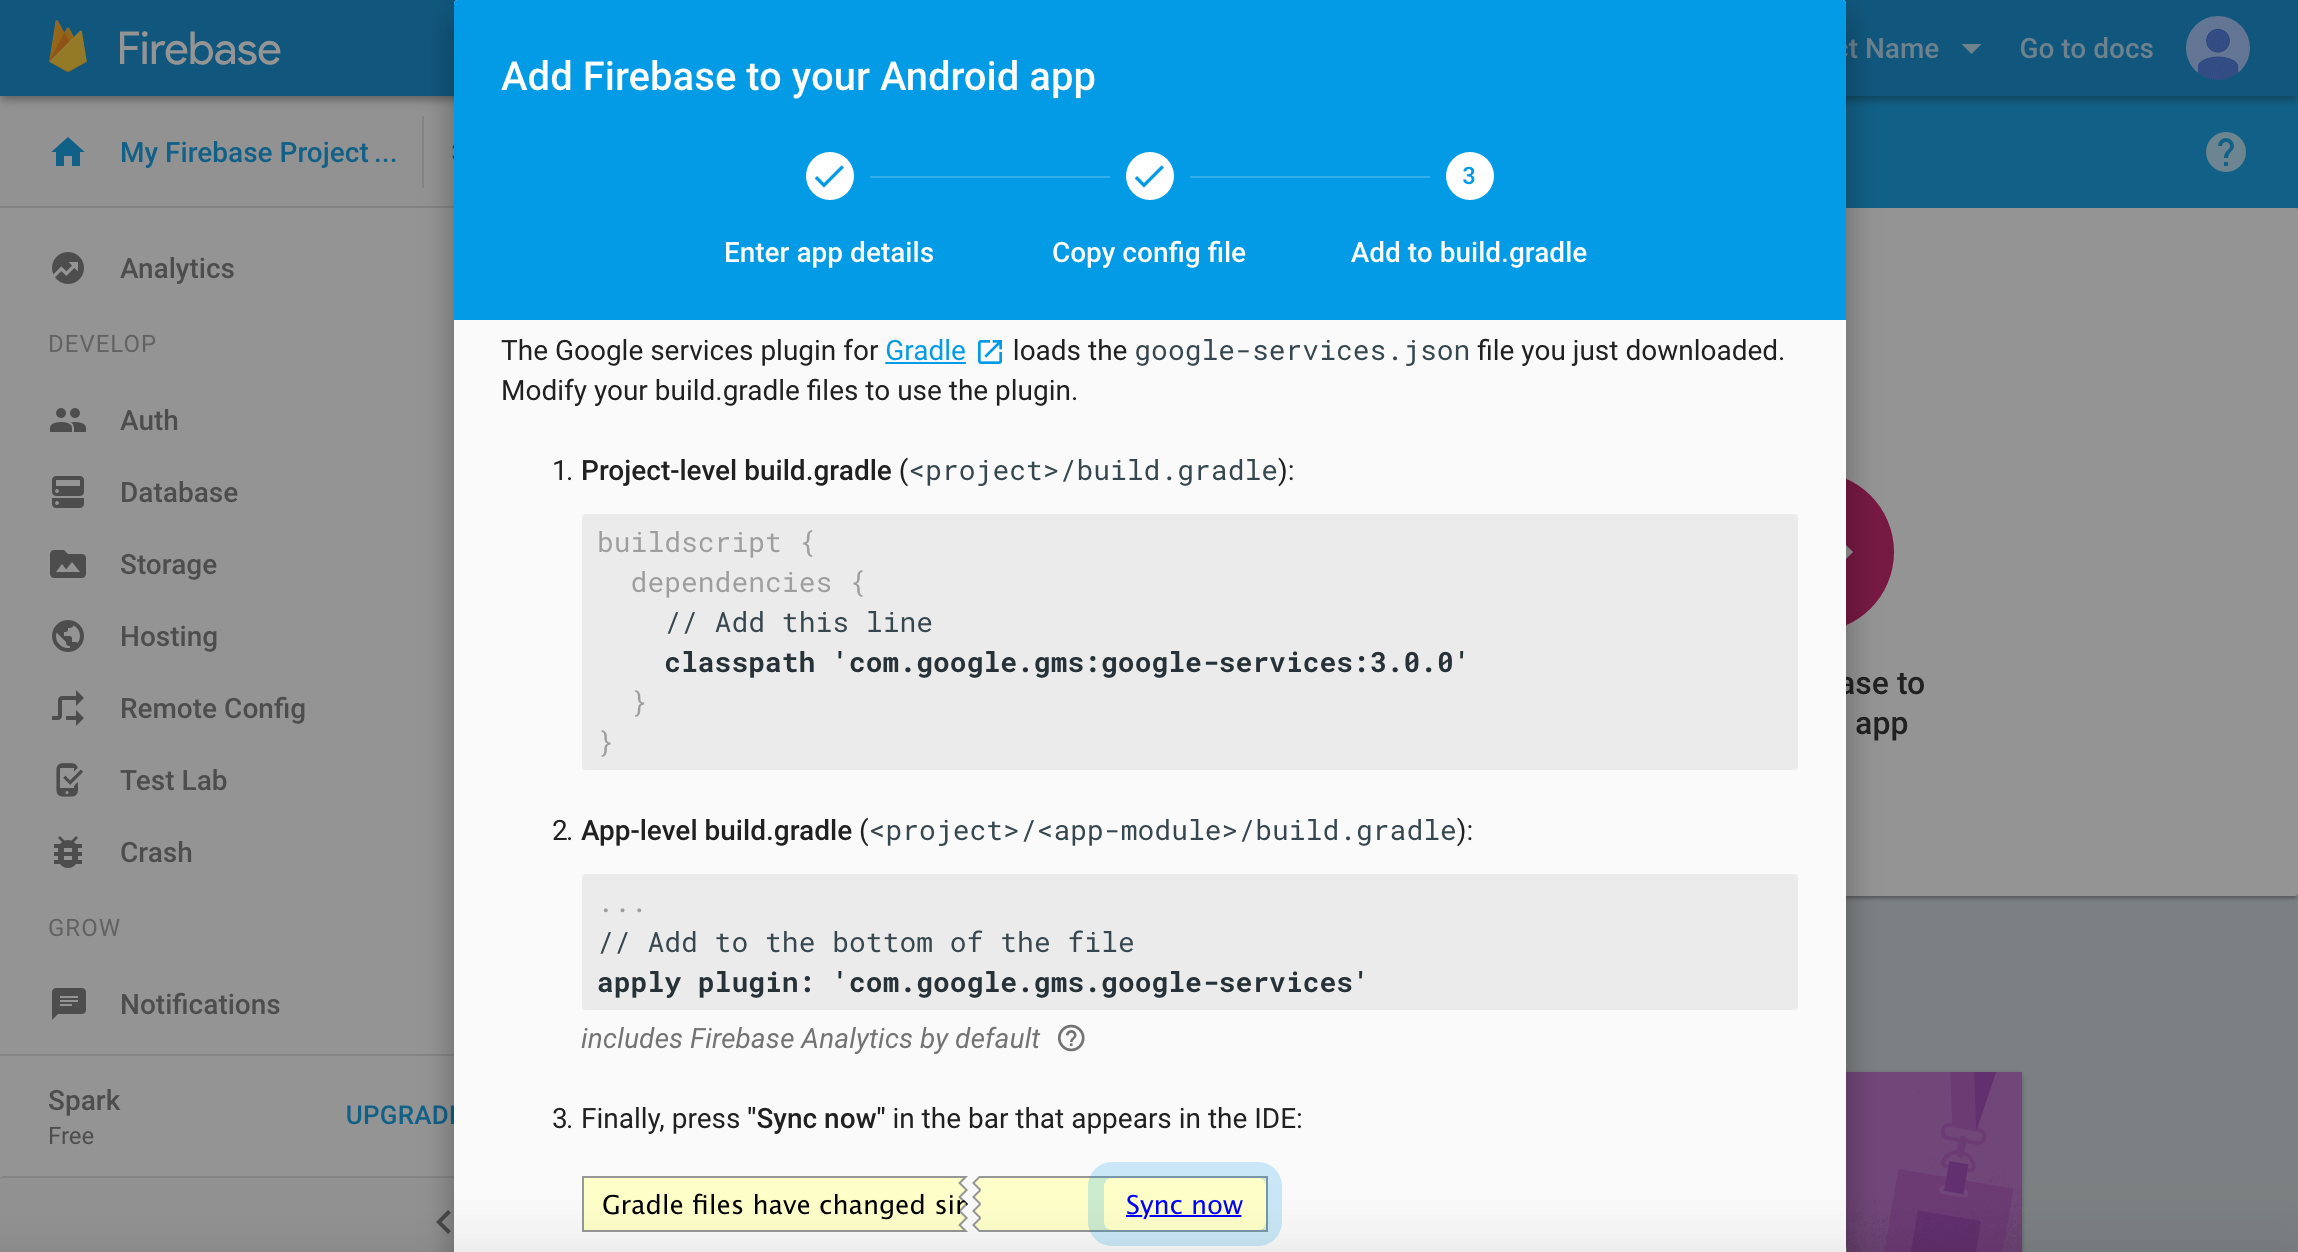 Firebase
ct Name
Go to docs
My Firebase Project ...
Analytics
DEVELOP
Auth
Database
Storage
Hosting
Remote Config
Test Lab
Crash
GROW
Notifications
Spark
Free
UPGRAD
Add Firebase to your Android app
3
Enter app details
Copy config file
Add to build.gradle
The Google services plugin for Gradle loads the google-services.json file you just downloaded.
Modify your build.gradle files to use the plugin.
1. Project-level build.gradle (<project>/build.gradle):
buildscript {
dependencies {
// Add this line
classpath 'com.google.gms:google-services:3.0.0'
}
}
2. App-level build.gradle (<project>/<app-module>/build.gradle):
...
// Add to the bottom of the file
apply plugin: 'com.google.gms.google-services'
includes Firebase Analytics by default ?
3. Finally, press "Sync now" in the bar that appears in the IDE:
Gradle files have changed sin
Sync now
?
ase to
app